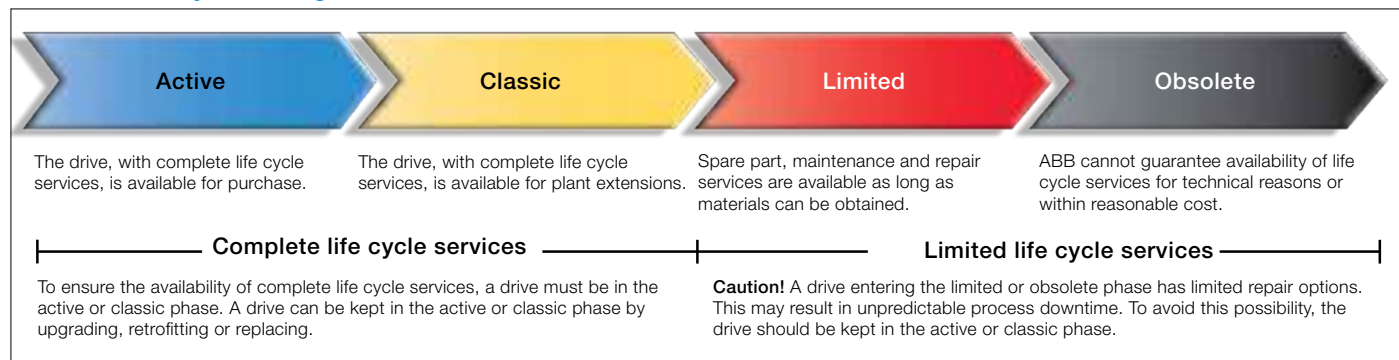 Active
Classic
Limited
Obsolete
The drive, with complete life cycle
services, is available for purchase.
The drive, with complete life cycle
services, is available for plant extensions.
Spare part, maintenance and repair
services are available as long as
materials can be obtained.
ABB cannot guarantee availability of life
cycle services for technical reasons or
within reasonable cost.
Complete life cycle services
Limited life cycle services
To ensure the availability of complete life cycle services, a drive must be in the
active or classic phase. A drive can be kept in the active or classic phase by
upgrading, retrofitting or replacing.
Caution! A drive entering the limited or obsolete phase has limited repair options.
This may result in unpredictable process downtime. To avoid this possibility, the
drive should be kept in the active or classic phase.